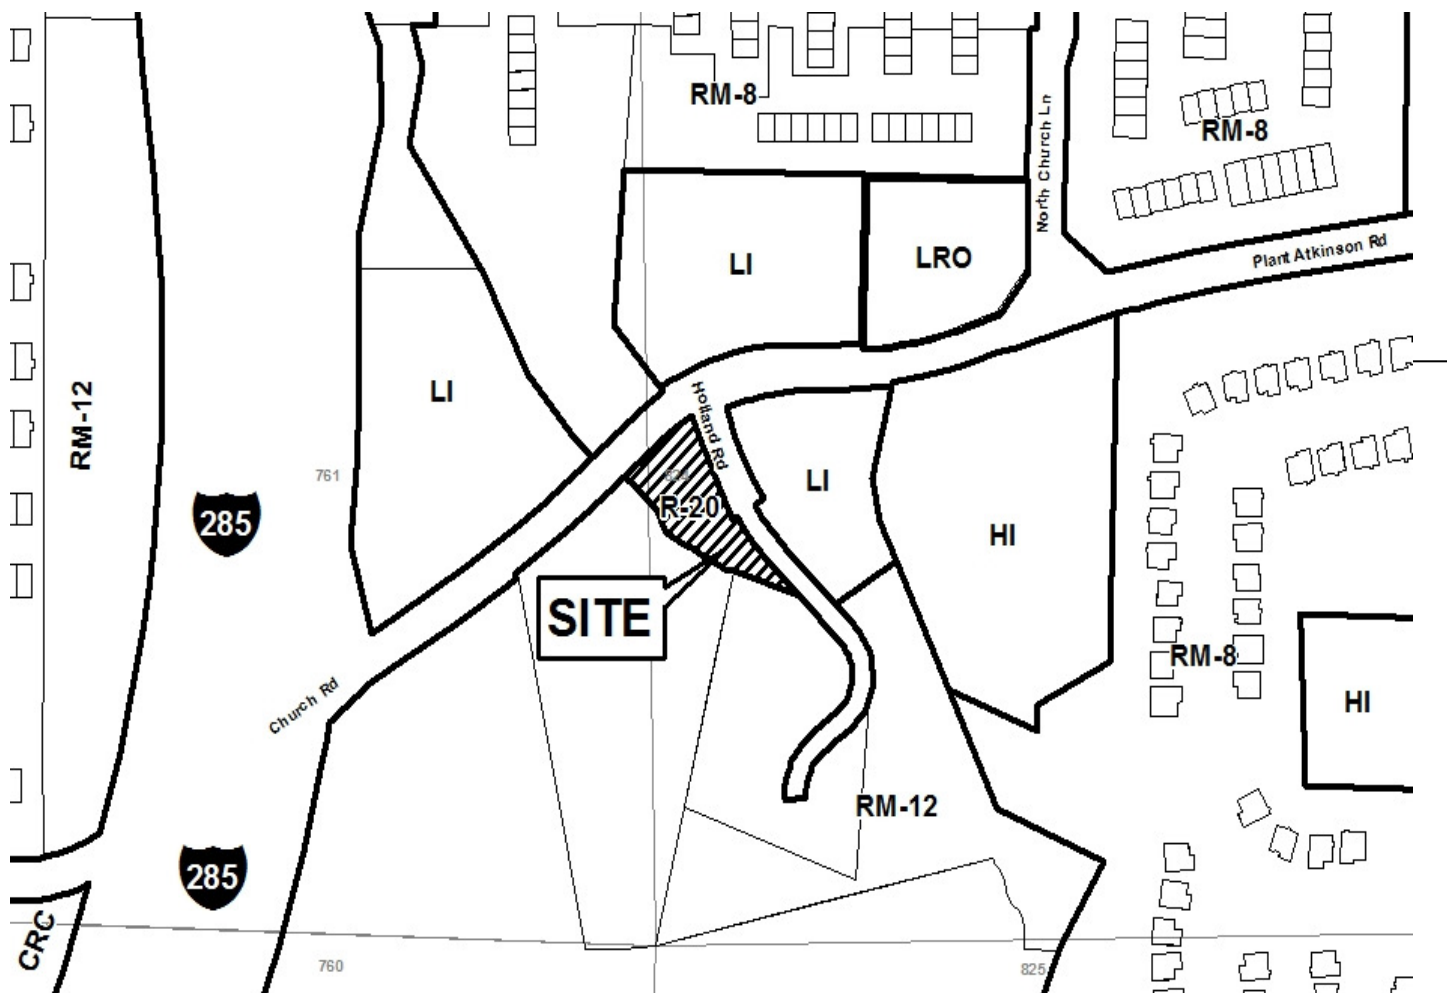 RM-8
RM-8
North Church Ln
Plant Atkinson Rd
LI
LRO
LI
RM-12
Holland Rd
761
824
LI
R-20
285
HI
SITE
RM-8
Church Rd
HI
RM-12
285
CRC
760
825